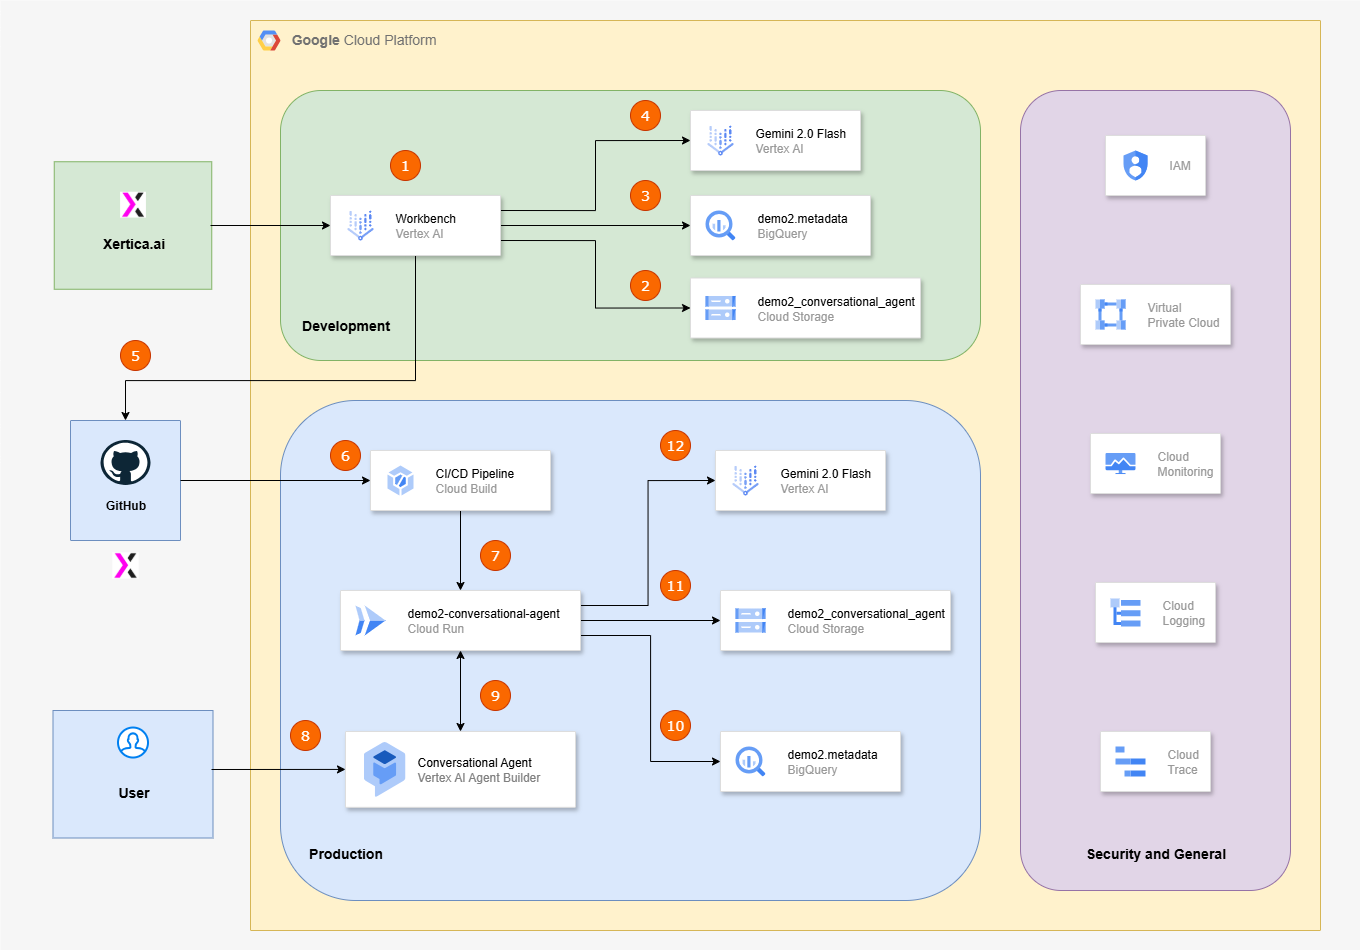 Google Cloud Platform
4
Gemini 2.0 Flash
Vertex AI
1
3
Workbench
Vertex AI
demo2.metadata
BigQuery
2
demo2_conversational_agent
Cloud Storage
Development
Xertica.ai
5
GitHub
6
CI/CD Pipeline
Cloud Build
12
Gemini 2.0 Flash
Vertex AI
7
11
demo2-conversational-agent
Cloud Run
demo2_conversational_agent
Cloud Storage
9
10
8
Conversational Agent
Vertex AI Agent Builder
demo2.metadata
BigQuery
User
Production
IAM
Virtual
Private Cloud
Cloud
Monitoring
Cloud
Logging
Cloud
Trace
Security and General